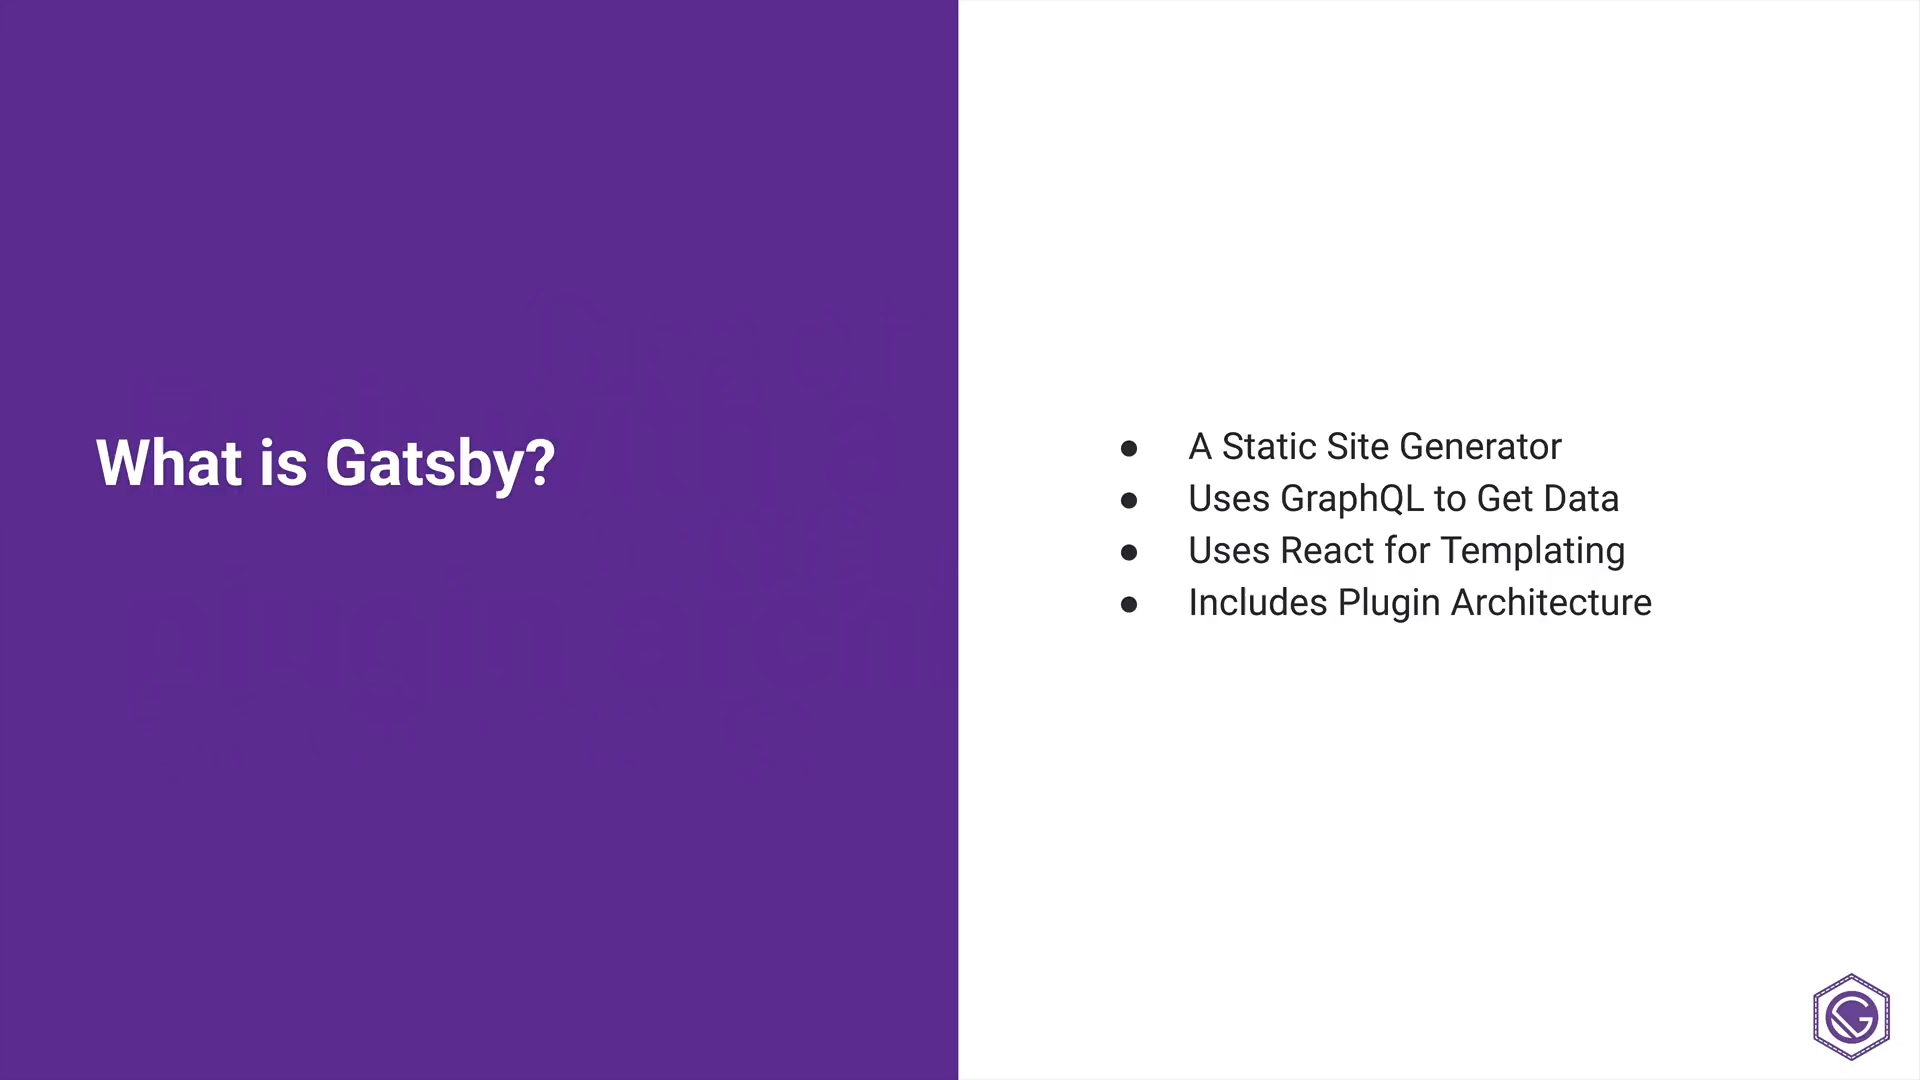 What is Gatsby?
● A Static Site Generator
● Uses GraphQL to Get Data
● Uses React for Templating
● Includes Plugin Architecture